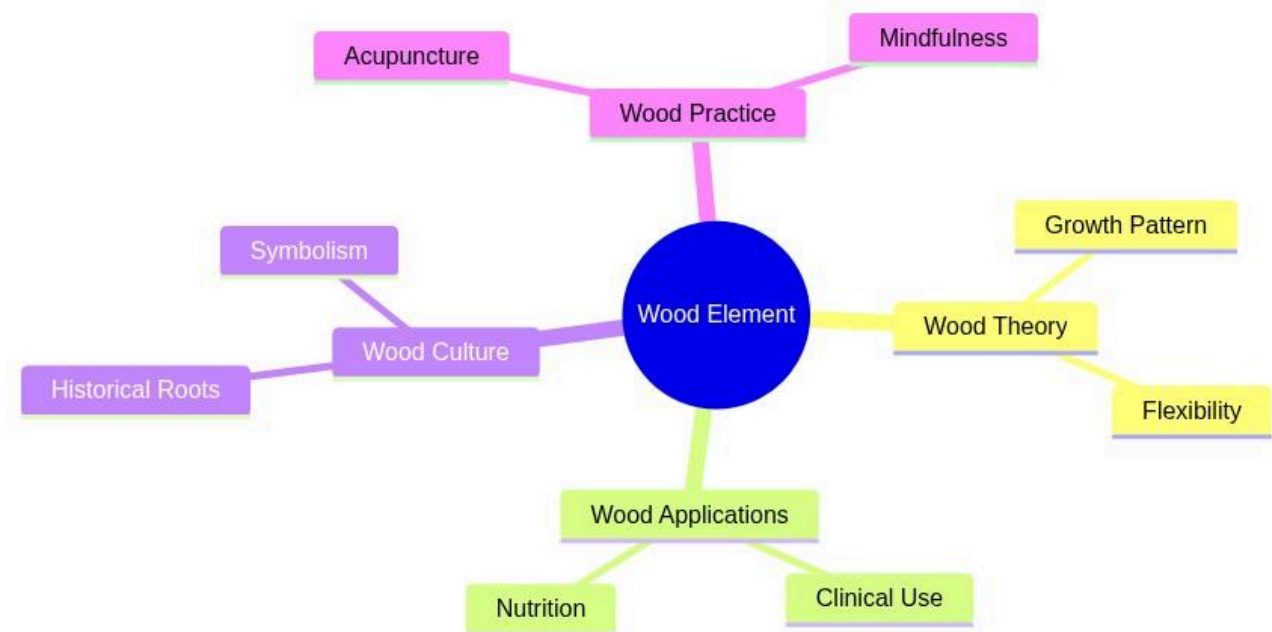 Mindfulness
Acupuncture
Wood Practice
Growth Pattern
Symbolism
Wood Element
Wood Theory
Wood Culture
Historical Roots
Flexibility
Wood Applications
Clinical Use
Nutrition